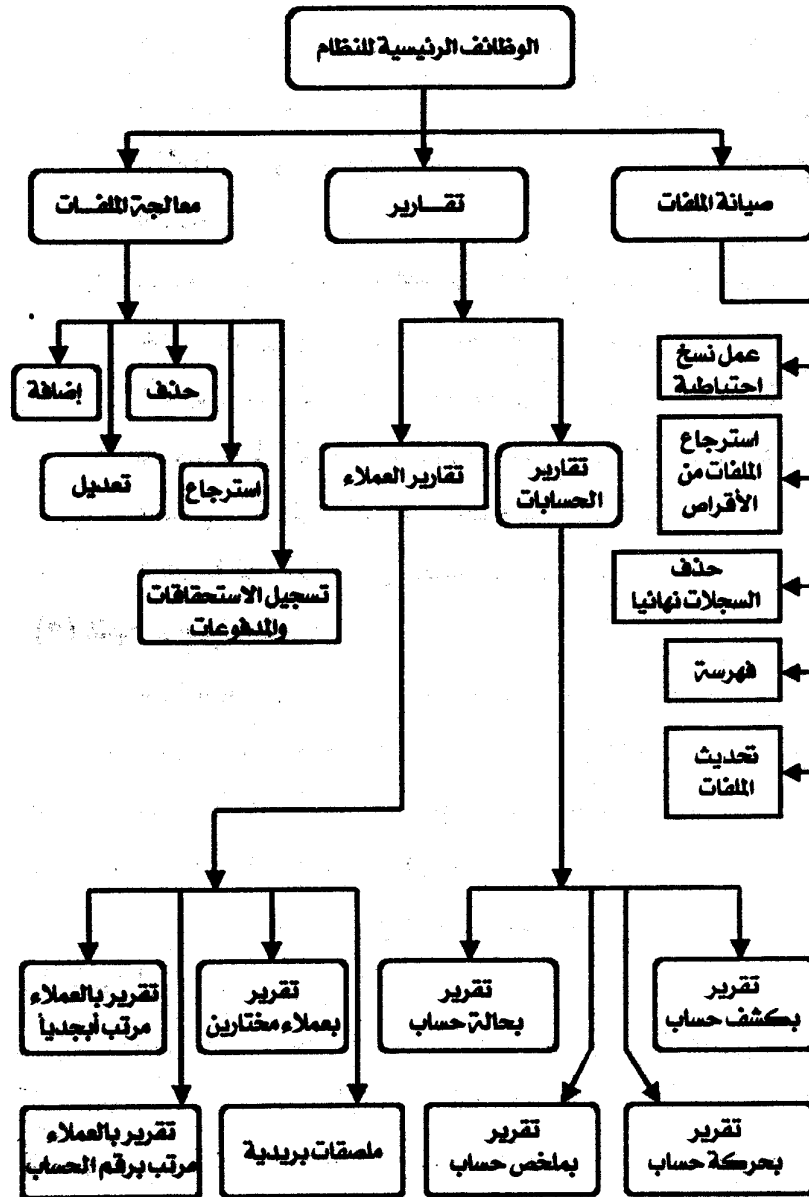 الوظائف الرئيسية للنظام
صيانة الملفات
تقارير
معالجة الملفات
عمل نسخ
احتياطية
استرجاع
الملفات من
الأقراص
حذف
السجلات نهائيا
فهرسة
تحديث
الملفات
تقارير
الحسابات
تقارير العملاء
إضافة
حذف
تعديل
استرجاع
تسجيل الاستحقاقات
والمدفوعات
تقرير
بكشف حساب
تقرير
بحركة حساب
تقرير
بملخص حساب
تقرير
بحالة حساب
ملصقات بريدية
تقرير
بعملاء مختارين
تقرير بالعملاء
مرتب برقم الحساب
تقرير بالعملاء
مرتب أبجدياً